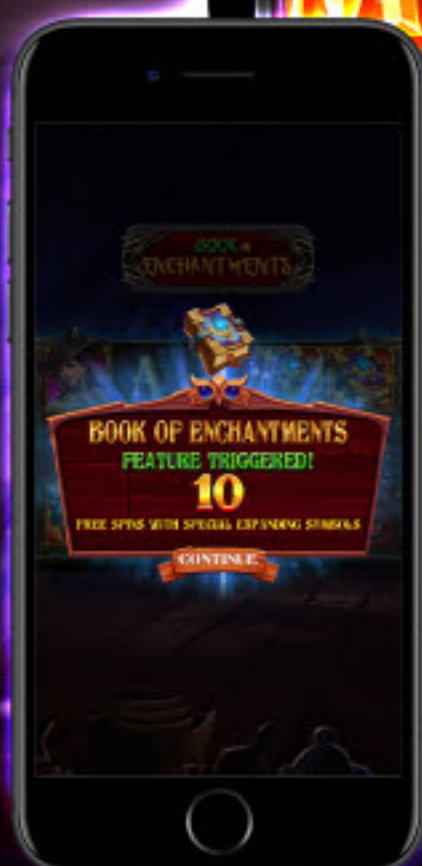 BOOK of
ENCHANTMENTS
BOOK OF ENCHANTMENTS
FEATURE TRIGGERED!
10
FREE SPINS WITH SPECIAL EXPANDING SYMBOLS
CONTINUE